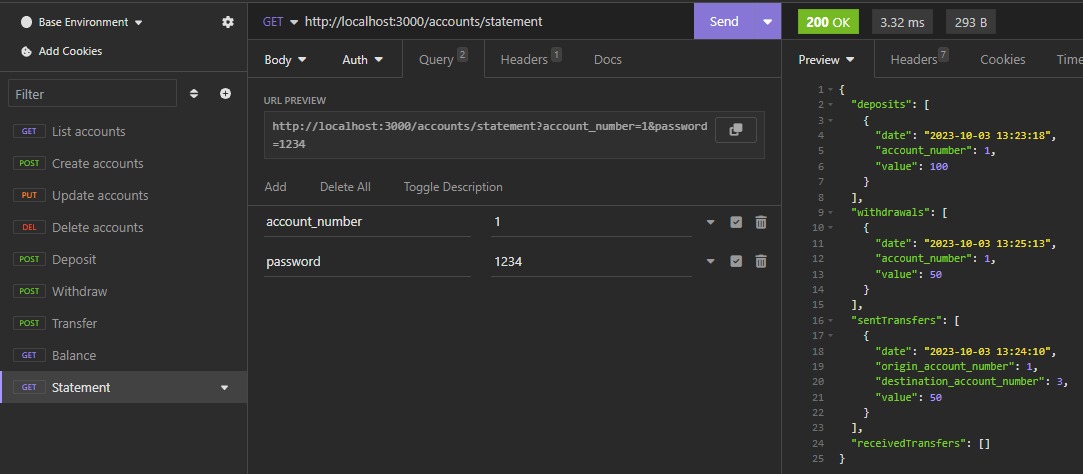 Base Environment
Add Cookies
Filter
GET List accounts
POST Create accounts
PUT Update accounts
DEL Delete accounts
POST Deposit
POST Withdraw
POST Transfer
GET Balance
GET Statement
GET http://localhost:3000/accounts/statement Send
Body Auth Query 2 Headers 1 Docs
URL PREVIEW
http://localhost:3000/accounts/statement?account_number=1&password
=1234
Add Delete All Toggle Description
account_number 1
password 1234
200 OK 3.32 ms 293 B
Preview Headers 7 Cookies Time
1 {
2 "deposits": [
3 {
4 "date": "2023-10-03 13:23:18",
5 "account_number": 1,
6 "value": 100
7 }
8 ],
9 "withdrawals": [
10 {
11 "date": "2023-10-03 13:25:13",
12 "account_number": 1,
13 "value": 50
14 }
15 ],
16 "sentTransfers": [
17 {
18 "date": "2023-10-03 13:24:10",
19 "origin_account_number": 1,
20 "destination_account_number": 3,
21 "value": 50
22 }
23 ],
24 "receivedTransfers": []
25 }